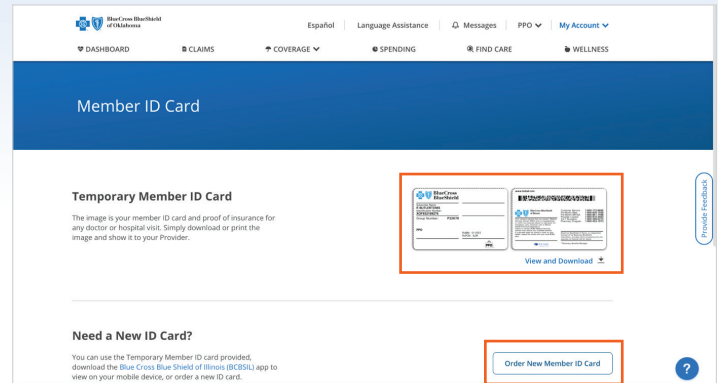 BlueCross BlueShield
of Oklahoma
Español Language Assistance Messages PPO My Account
DASHBOARD CLAIMS COVERAGE SPENDING FIND CARE WELLNESS
Member ID Card
Temporary Member ID Card
The image is your member ID card and proof of insurance for
any doctor or hospital visit. Simply download or print the
image and show it to your Provider.
BlueCross
BlueShield
Group Number:
PPO
View and Download
Provide Feedback
Need a New ID Card?
You can use the Temporary Member ID card provided,
download the Blue Cross Blue Shield of Illinois (BCBSIL) app to
view on your mobile device, or order a new ID card.
Order New Member ID Card
?